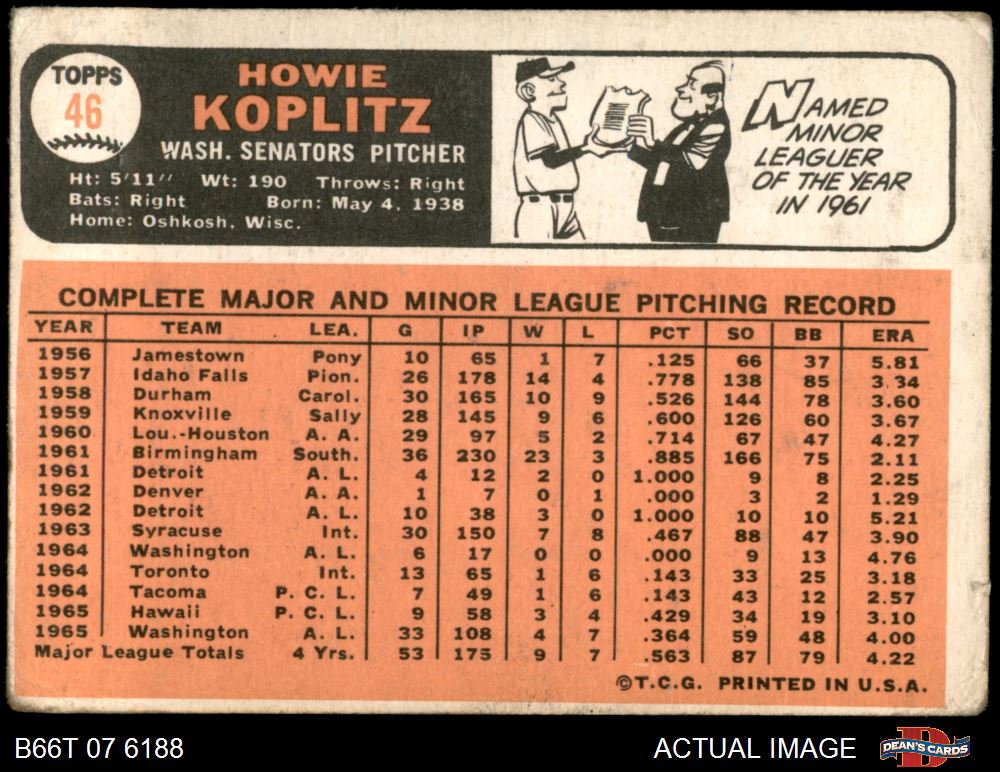 TOPPS
46
HOWIE
KOPLITZ
WASH. SENATORS PITCHER
Ht: 5'11" Wt: 190 Throws: Right
Bats: Right Born: May 4, 1938
Home: Oshkosh, Wisc.
NAMED
MINOR
LEAGUER
OF THE YEAR
IN 1961
COMPLETE MAJOR AND MINOR LEAGUE PITCHING RECORD
YEAR TEAM LEA. G IP W L PCT SO BB ERA
1956 Jamestown Pony 10 65 1 7 .125 66 37 5.81
1957 Idaho Falls Pion. 26 178 14 4 .778 138 85 3.34
1958 Durham Carol. 30 165 10 9 .526 144 78 3.60
1959 Knoxville Sally 28 145 9 6 .600 126 60 3.67
1960 Lou.-Houston A. A. 29 97 5 2 .714 67 47 4.27
1961 Birmingham South. 36 230 23 3 .885 166 75 2.11
1961 Detroit A. L. 4 12 2 0 1.000 9 8 2.25
1962 Denver A. A. 1 7 0 1 .000 3 2 1.29
1962 Detroit A. L. 10 38 3 0 1.000 10 10 5.21
1963 Syracuse Int. 30 150 7 8 .467 88 47 3.90
1964 Washington A. L. 6 17 0 0 .000 9 13 4.76
1964 Toronto Int. 13 65 1 6 .143 33 25 3.18
1964 Tacoma P. C. L. 7 49 1 6 .143 43 12 2.57
1965 Hawaii P. C. L. 9 58 3 4 .429 34 19 3.10
1965 Washington A. L. 33 108 4 7 .364 59 48 4.00
Major League Totals 4 Yrs. 53 175 9 7 .563 87 79 4.22
©T.C.G. PRINTED IN U.S.A.
B66T 07 6188
ACTUAL IMAGE
DEAN'S CARDS